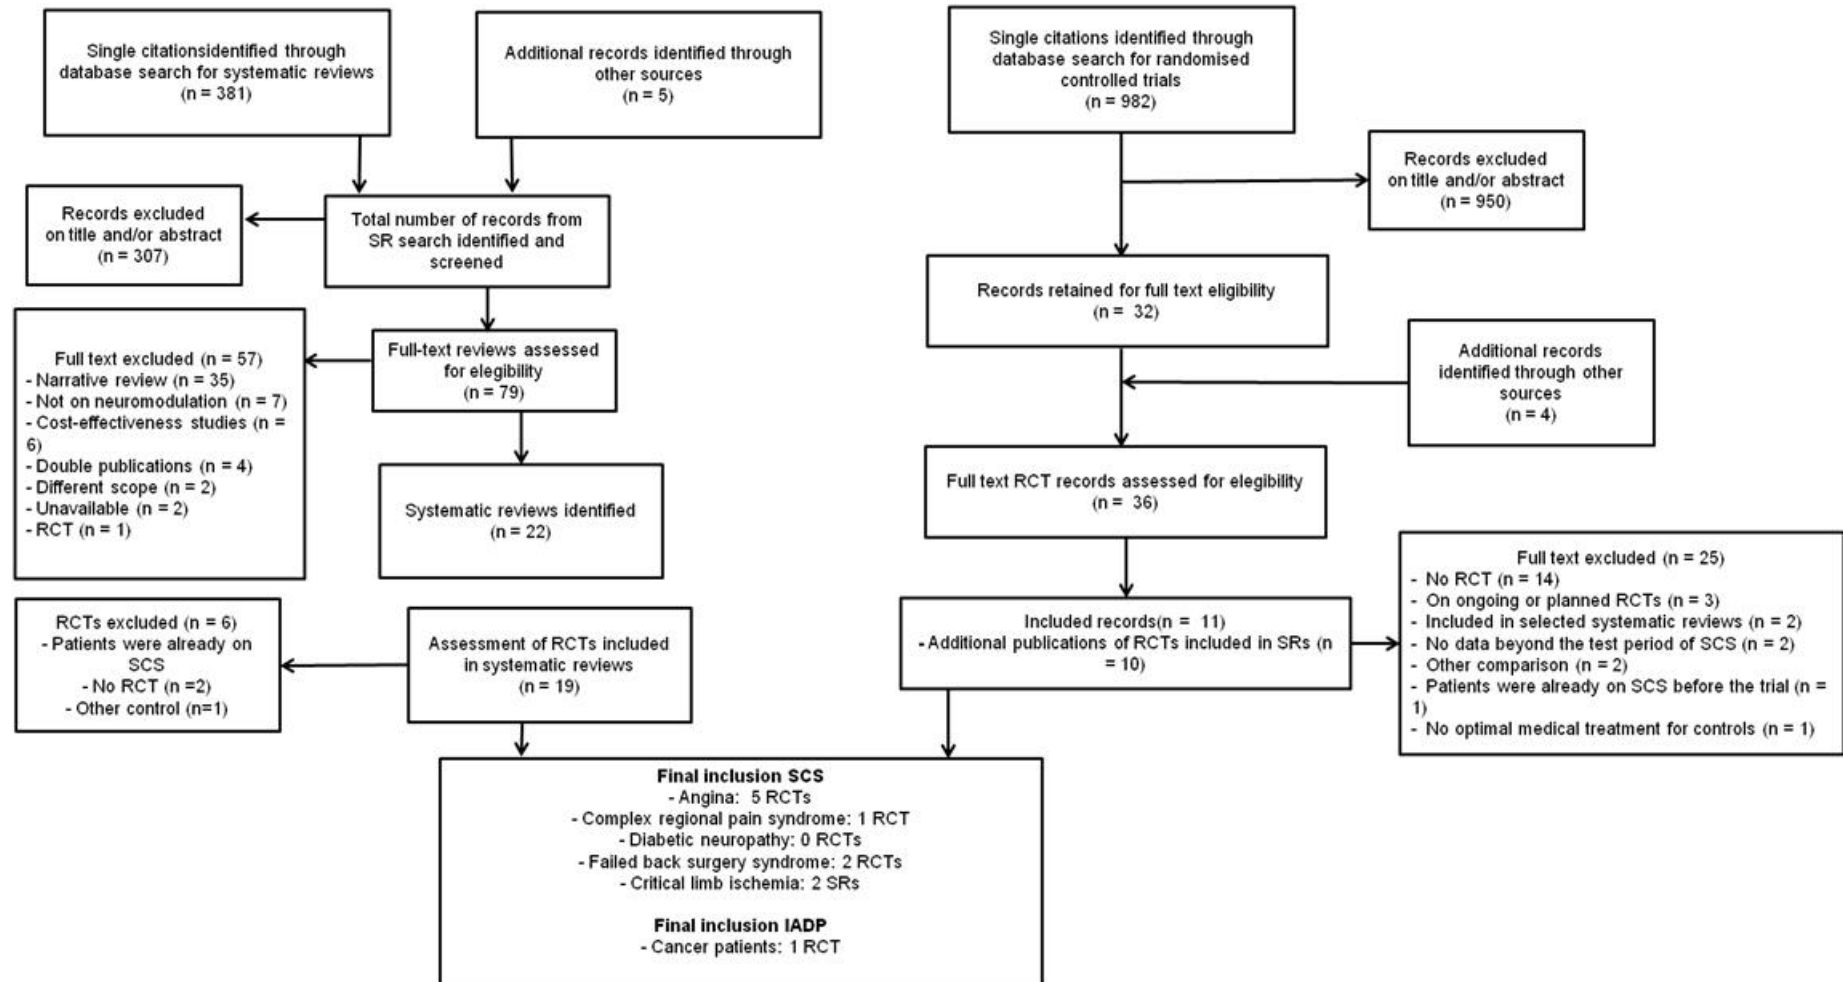 Single citationsidentified through
database search for systematic reviews
(n = 381)
Additional records identified through
other sources
(n = 5)
Single citations identified through
database search for randomised
controlled trials
(n = 982)
Records excluded
on title and/or abstract
(n = 950)
Records excluded
on title and/or abstract
(n = 307)
Total number of records from
SR search identified and
screened
Records retained for full text eligibility
(n = 32)
Full text excluded (n = 57)
- Narrative review (n = 35)
- Not on neuromodulation (n = 7)
- Cost-effectiveness studies (n =
6)
- Double publications (n = 4)
- Different scope (n = 2)
- Unavailable (n = 2)
- RCT (n = 1)
Full-text reviews assessed
for elegibility
(n = 79)
Additional records
identified through other
sources
(n = 4)
Systematic reviews identified
(n = 22)
Full text RCT records assessed for elegibility
(n = 36)
Full text excluded (n = 25)
- No RCT (n = 14)
- On ongoing or planned RCTs (n = 3)
- Included in selected systematic reviews (n = 2)
- No data beyond the test period of SCS (n = 2)
- Other comparison (n = 2)
- Patients were already on SCS before the trial (n =
1)
- No optimal medical treatment for controls (n = 1)
RCTs excluded (n = 6)
- Patients were already on
SCS
- No RCT (n =2)
- Other control (n=1)
Assessment of RCTs included
in systematic reviews
(n = 19)
Included records(n = 11)
- Additional publications of RCTs included in SRs (n
= 10)
Final inclusion SCS
- Angina: 5 RCTs
- Complex regional pain syndrome: 1 RCT
- Diabetic neuropathy: 0 RCTs
- Failed back surgery syndrome: 2 RCTs
- Critical limb ischemia: 2 SRs
Final inclusion IADP
- Cancer patients: 1 RCT